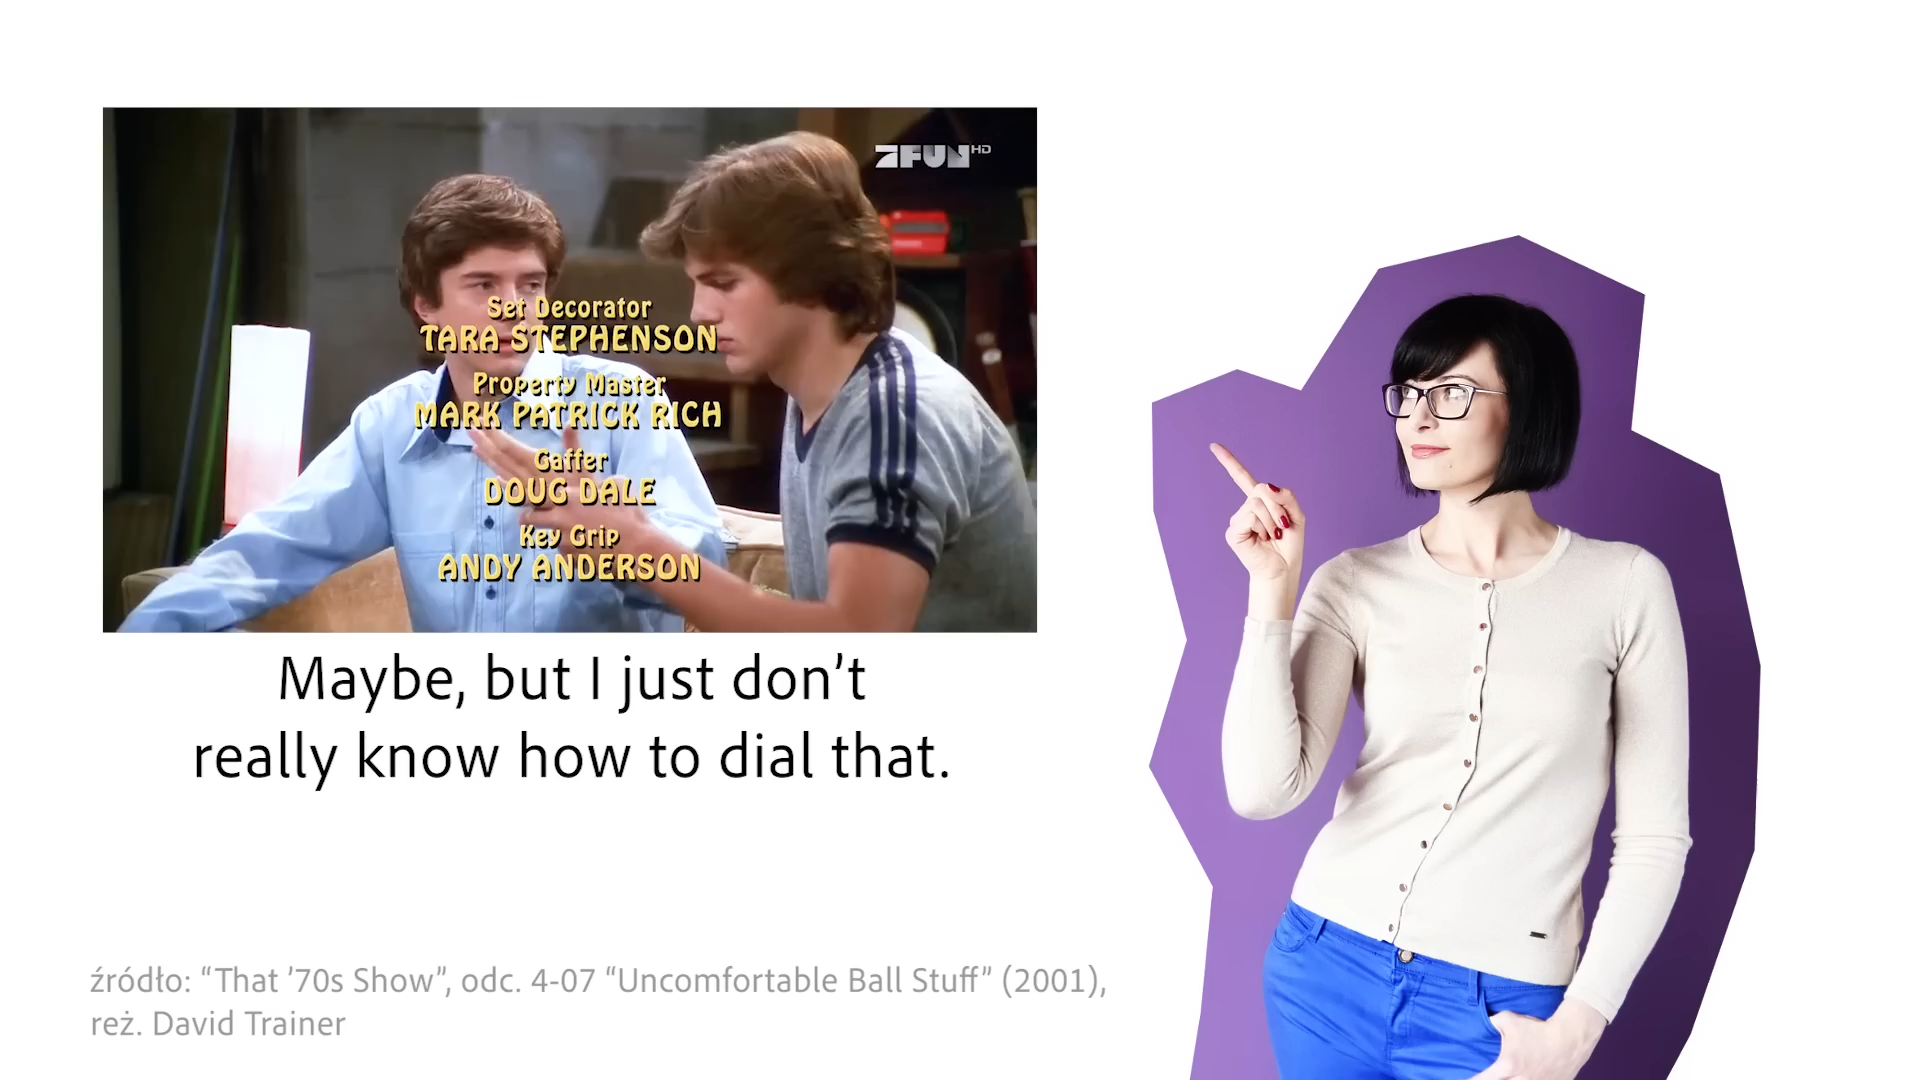 7FUN HD
Set Decorator
TARA STEPHENSON
Property Master
MARK PATRICK RICH
Gaffer
DOUG DALE
Key Grip
ANDY ANDERSON
Maybe, but I just don’t
really know how to dial that.
źródło: “That ’70s Show”, odc. 4-07 “Uncomfortable Ball Stuff” (2001),
reż. David Trainer